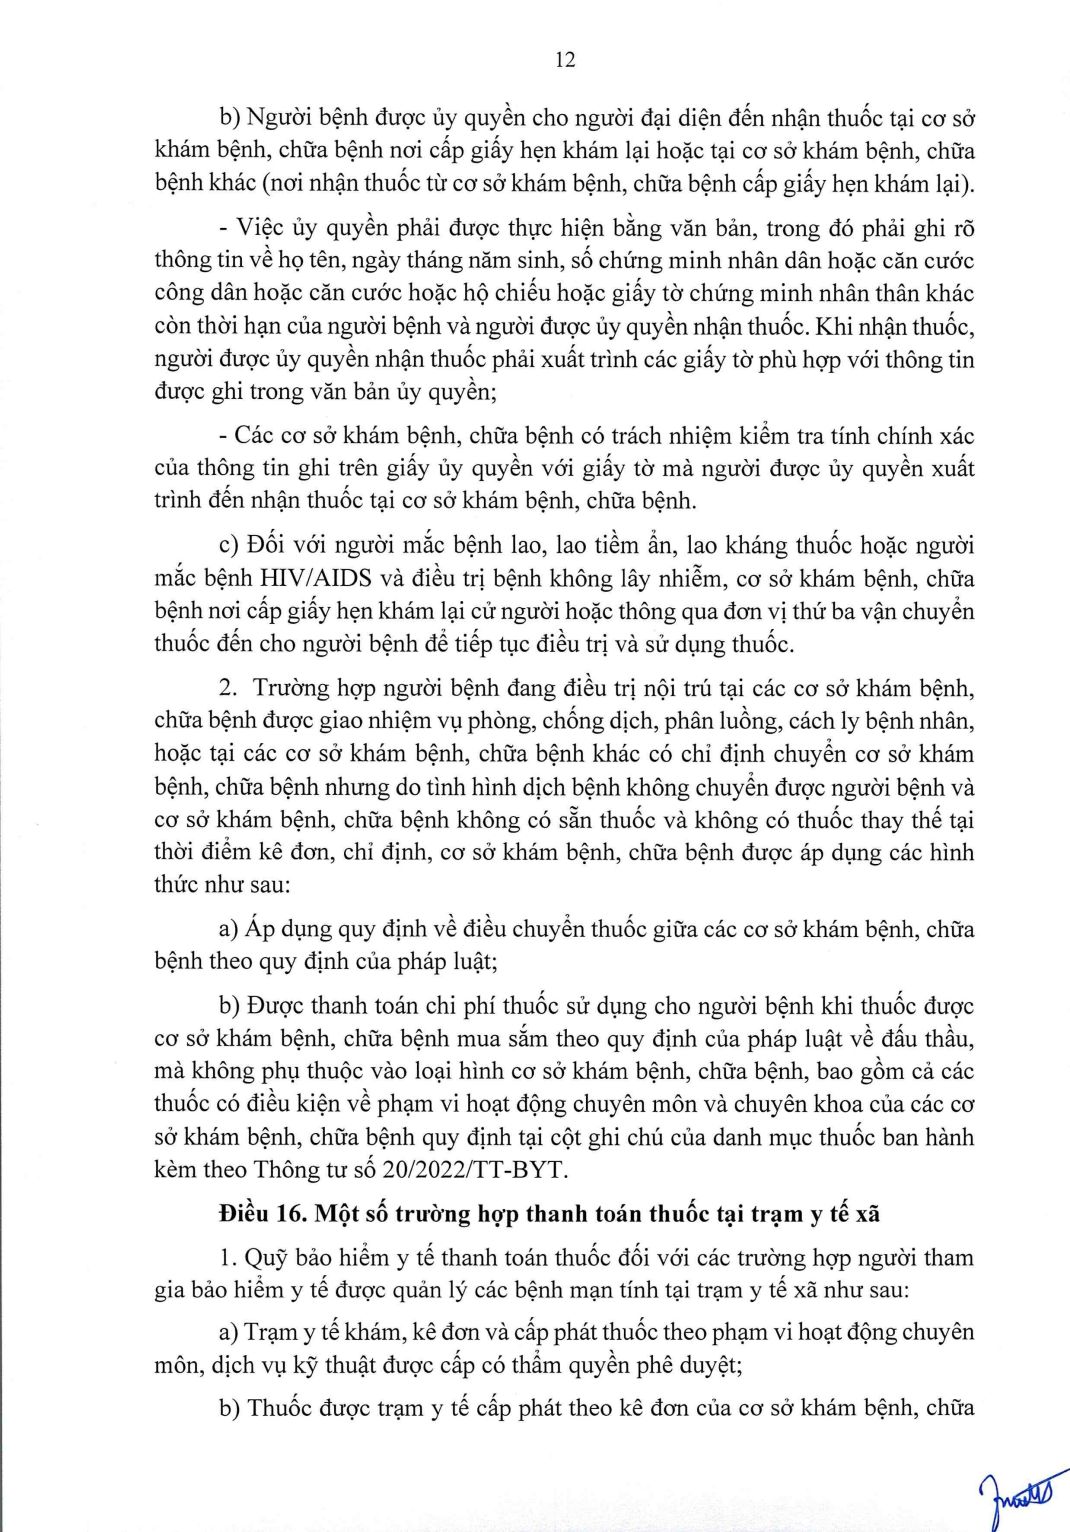 12
b) Người bệnh được ủy quyền cho người đại diện đến nhận thuốc tại cơ sở
khám bệnh, chữa bệnh nơi cấp giấy hẹn khám lại hoặc tại cơ sở khám bệnh, chữa
bệnh khác (nơi nhận thuốc từ cơ sở khám bệnh, chữa bệnh cấp giấy hẹn khám lại).
- Việc ủy quyền phải được thực hiện bằng văn bản, trong đó phải ghi rõ
thông tin về họ tên, ngày tháng năm sinh, số chứng minh nhân dân hoặc căn cước
công dân hoặc căn cước hoặc hộ chiếu hoặc giấy tờ chứng minh nhân thân khác
còn thời hạn của người bệnh và người được ủy quyền nhận thuốc. Khi nhận thuốc,
người được ủy quyền nhận thuốc phải xuất trình các giấy tờ phù hợp với thông tin
được ghi trong văn bản ủy quyền;
- Các cơ sở khám bệnh, chữa bệnh có trách nhiệm kiểm tra tính chính xác
của thông tin ghi trên giấy ủy quyền với giấy tờ mà người được ủy quyền xuất
trình đến nhận thuốc tại cơ sở khám bệnh, chữa bệnh.
c) Đối với người mắc bệnh lao, lao tiềm ẩn, lao kháng thuốc hoặc người
mắc bệnh HIV/AIDS và điều trị bệnh không lây nhiễm, cơ sở khám bệnh, chữa
bệnh nơi cấp giấy hẹn khám lại cử người hoặc thông qua đơn vị thứ ba vận chuyển
thuốc đến cho người bệnh để tiếp tục điều trị và sử dụng thuốc.
2. Trường hợp người bệnh đang điều trị nội trú tại các cơ sở khám bệnh,
chữa bệnh được giao nhiệm vụ phòng, chống dịch, phân luồng, cách ly bệnh nhân,
hoặc tại các cơ sở khám bệnh, chữa bệnh khác có chỉ định chuyển cơ sở khám
bệnh, chữa bệnh nhưng do tình hình dịch bệnh không chuyển được người bệnh và
cơ sở khám bệnh, chữa bệnh không có sẵn thuốc và không có thuốc thay thế tại
thời điểm kê đơn, chỉ định, cơ sở khám bệnh, chữa bệnh được áp dụng các hình
thức như sau:
a) Áp dụng quy định về điều chuyển thuốc giữa các cơ sở khám bệnh, chữa
bệnh theo quy định của pháp luật;
b) Được thanh toán chi phí thuốc sử dụng cho người bệnh khi thuốc được
cơ sở khám bệnh, chữa bệnh mua sắm theo quy định của pháp luật về đấu thầu,
mà không phụ thuộc vào loại hình cơ sở khám bệnh, chữa bệnh, bao gồm cả các
thuốc có điều kiện về phạm vi hoạt động chuyên môn và chuyên khoa của các cơ
sở khám bệnh, chữa bệnh quy định tại cột ghi chú của danh mục thuốc ban hành
kèm theo Thông tư số 20/2022/TT-BYT.
Điều 16. Một số trường hợp thanh toán thuốc tại trạm y tế xã
1. Quỹ bảo hiểm y tế thanh toán thuốc đối với các trường hợp người tham
gia bảo hiểm y tế được quản lý các bệnh mạn tính tại trạm y tế xã như sau:
a) Trạm y tế khám, kê đơn và cấp phát thuốc theo phạm vi hoạt động chuyên
môn, dịch vụ kỹ thuật được cấp có thẩm quyền phê duyệt;
b) Thuốc được trạm y tế cấp phát theo kê đơn của cơ sở khám bệnh, chữa